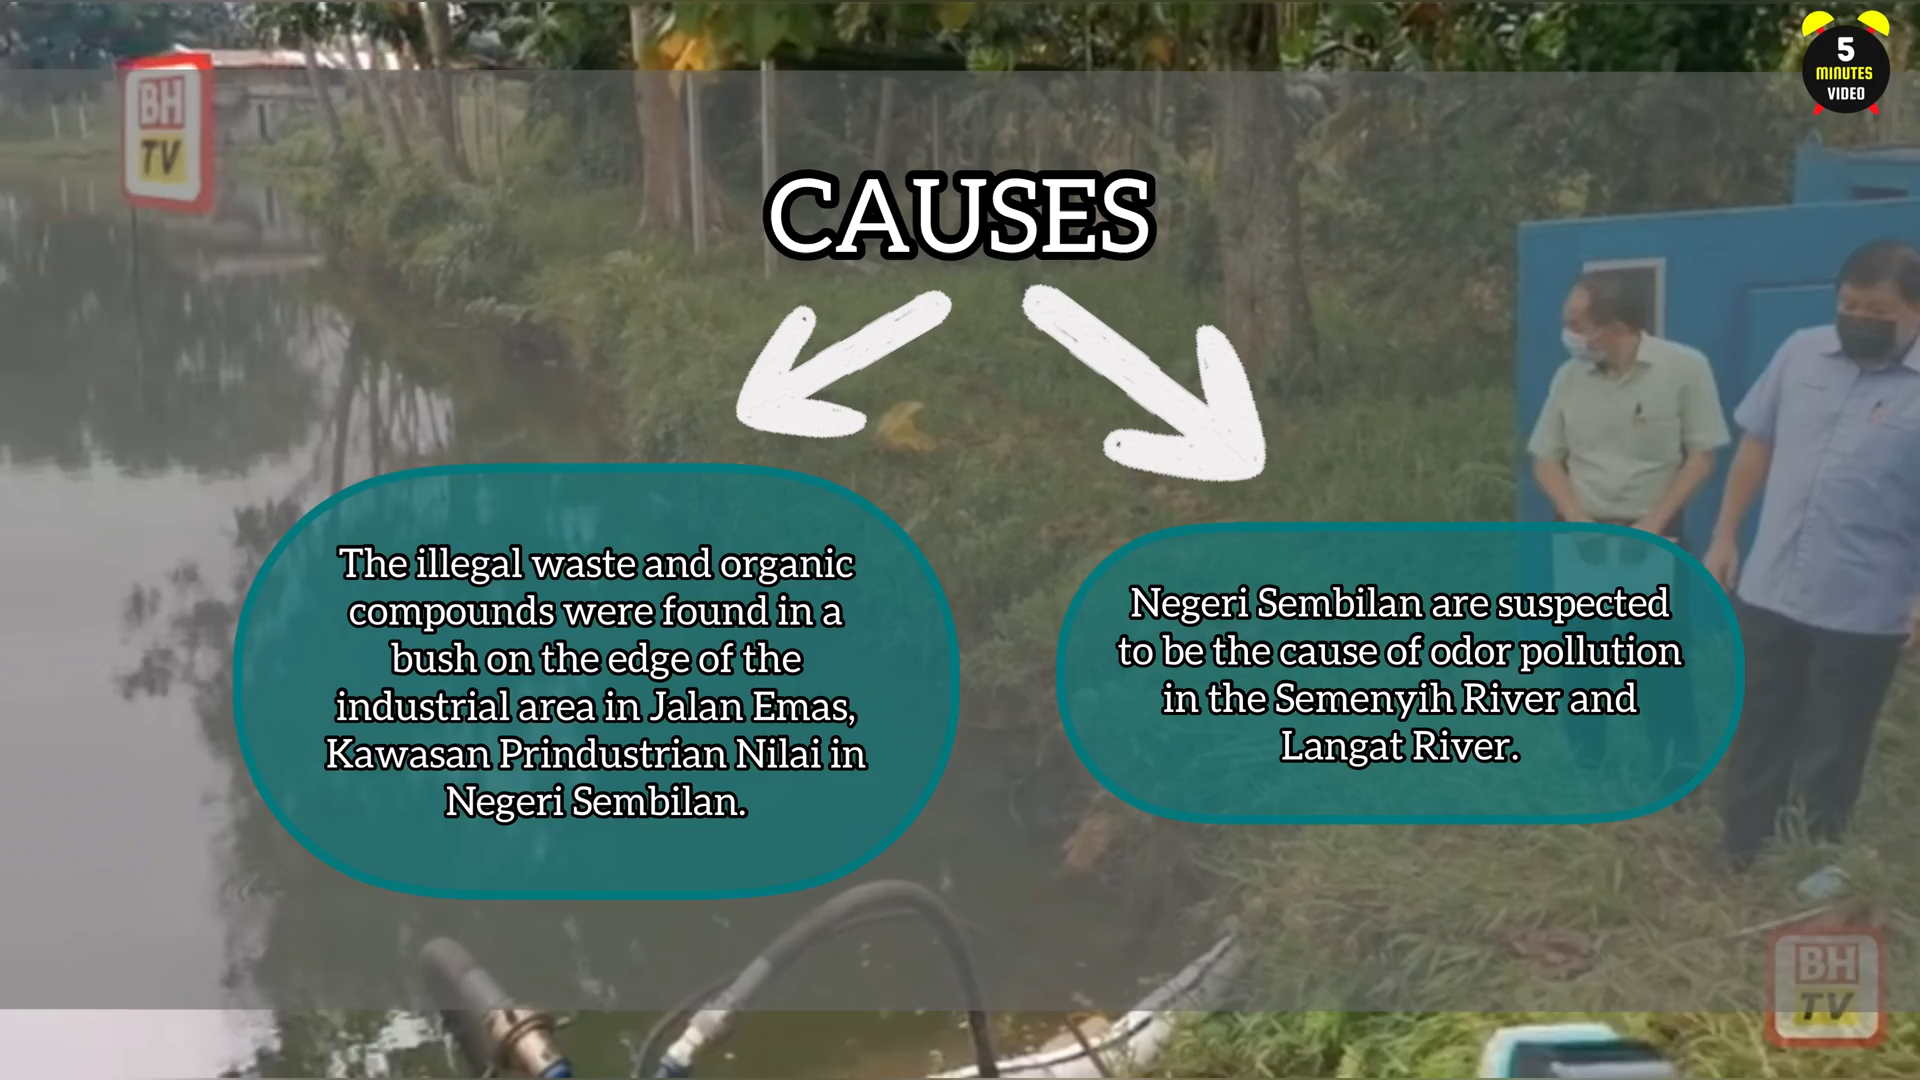 BH
TV
5
MINUTES
VIDEO
CAUSES
The illegal waste and organic
compounds were found in a
bush on the edge of the
industrial area in Jalan Emas,
Kawasan Prindustrian Nilai in
Negeri Sembilan.
Negeri Sembilan are suspected
to be the cause of odor pollution
in the Semenyih River and
Langat River.
BH
TV